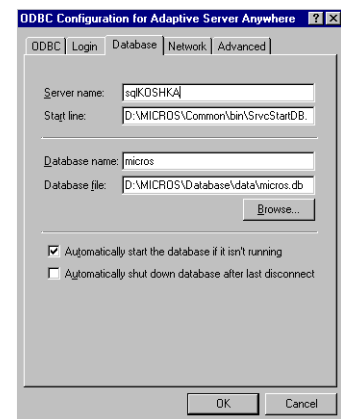 ODBC Configuration for Adaptive Server Anywhere
ODBC Login Database Network Advanced
Server name: sqlKOSHKA
Start line: D:\MICROS\Common\bin\SrvcStartDB.
Database name: micros
Database file: D:\MICROS\Database\data\micros.db
Browse...
Automatically start the database if it isn't running
Automatically shut down database after last disconnect
OK Cancel